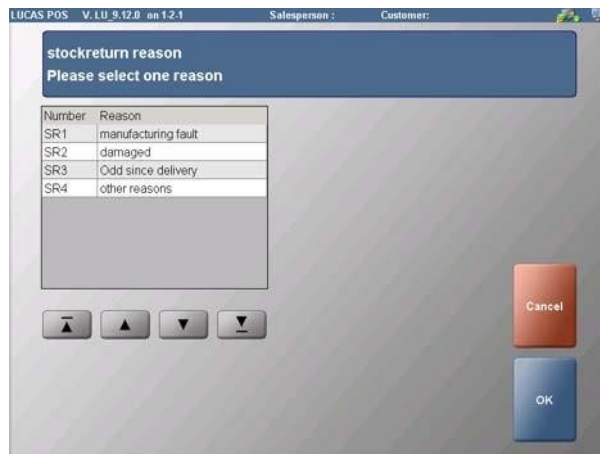 LUCAS POS V. LU_9.12.0 on 1-2-1 Salesperson : Customer:
stockreturn reason
Please select one reason
Number Reason
SR1 manufacturing fault
SR2 damaged
SR3 Odd since delivery
SR4 other reasons
Cancel
OK